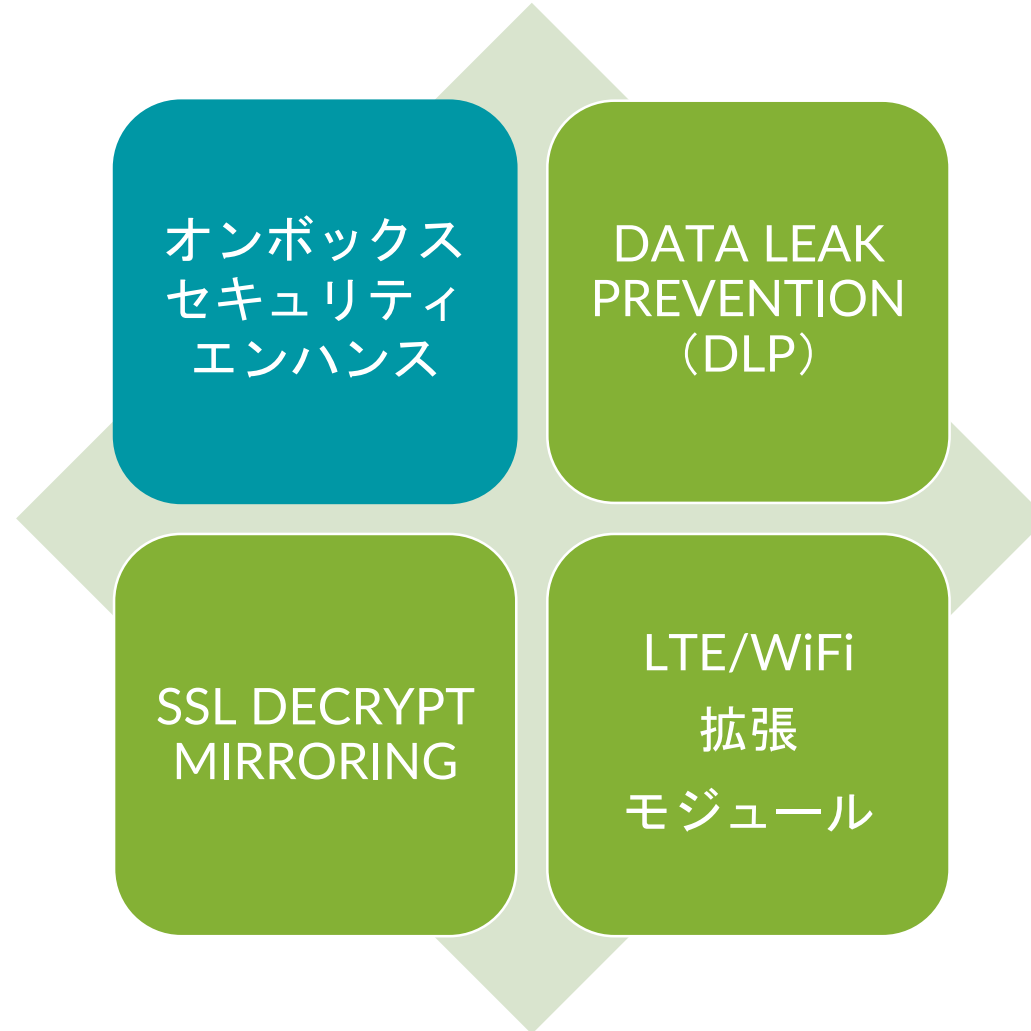 オンボックス
セキュリティ
エンハンス
DATA LEAK
PREVENTION
（DLP）
SSL DECRYPT
MIRRORING
LTE/WiFi
拡張
モジュール